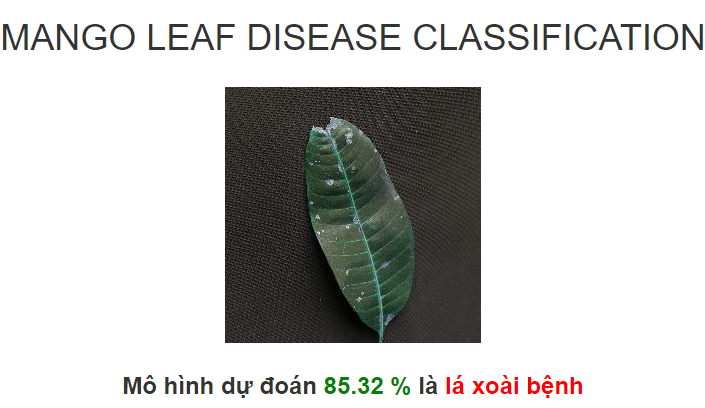 MANGO LEAF DISEASE CLASSIFICATION
Mô hình dự đoán 85.32 % là lá xoài bệnh